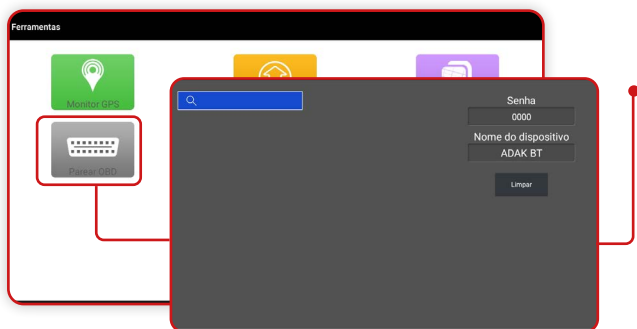 Ferramentas
Monitor GPS
Parear OBD
Senha
0000
Nome do dispositivo
ADAK BT
Limpar